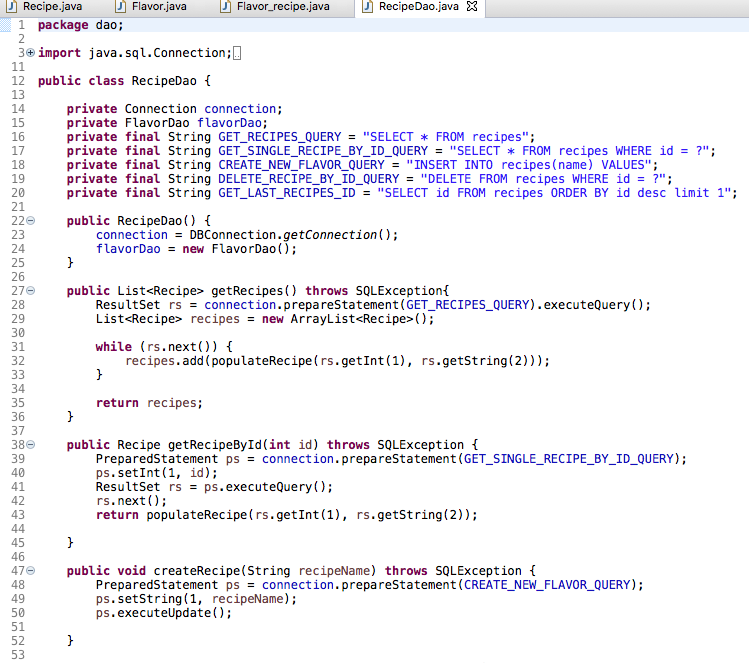 Recipe.java Flavor.java Flavor_recipe.java RecipeDao.java
1 package dao;
2
3 import java.sql.Connection;
11
12 public class RecipeDao {
13
14     private Connection connection;
15     private FlavorDao flavorDao;
16     private final String GET_RECIPES_QUERY = "SELECT * FROM recipes";
17     private final String GET_SINGLE_RECIPE_BY_ID_QUERY = "SELECT * FROM recipes WHERE id = ?";
18     private final String CREATE_NEW_FLAVOR_QUERY = "INSERT INTO recipes(name) VALUES";
19     private final String DELETE_RECIPE_BY_ID_QUERY = "DELETE FROM recipes WHERE id = ?";
20     private final String GET_LAST_RECIPES_ID = "SELECT id FROM recipes ORDER BY id desc limit 1";
21
22     public RecipeDao() {
23         connection = DBConnection.getConnection();
24         flavorDao = new FlavorDao();
25     }
26
27     public List<Recipe> getRecipes() throws SQLException{
28         ResultSet rs = connection.prepareStatement(GET_RECIPES_QUERY).executeQuery();
29         List<Recipe> recipes = new ArrayList<Recipe>();
30
31         while (rs.next()) {
32             recipes.add(populateRecipe(rs.getInt(1), rs.getString(2)));
33         }
34
35         return recipes;
36     }
37
38     public Recipe getRecipeById(int id) throws SQLException {
39         PreparedStatement ps = connection.prepareStatement(GET_SINGLE_RECIPE_BY_ID_QUERY);
40         ps.setInt(1, id);
41         ResultSet rs = ps.executeQuery();
42         rs.next();
43         return populateRecipe(rs.getInt(1), rs.getString(2));
44
45     }
46
47     public void createRecipe(String recipeName) throws SQLException {
48         PreparedStatement ps = connection.prepareStatement(CREATE_NEW_FLAVOR_QUERY);
49         ps.setString(1, recipeName);
50         ps.executeUpdate();
51
52     }
53